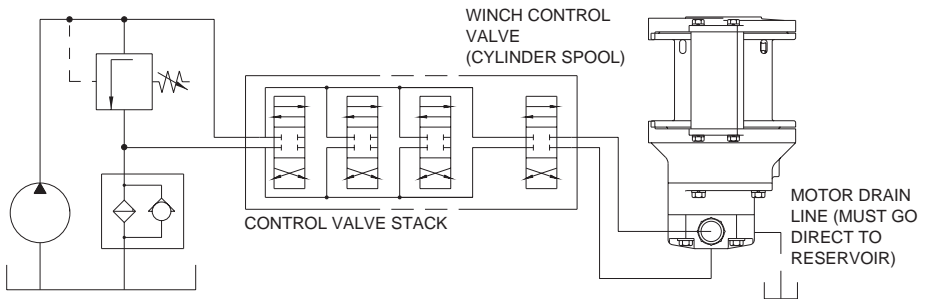 WINCH CONTROL
VALVE
(CYLINDER SPOOL)
CONTROL VALVE STACK
MOTOR DRAIN
LINE (MUST GO
DIRECT TO
RESERVOIR)